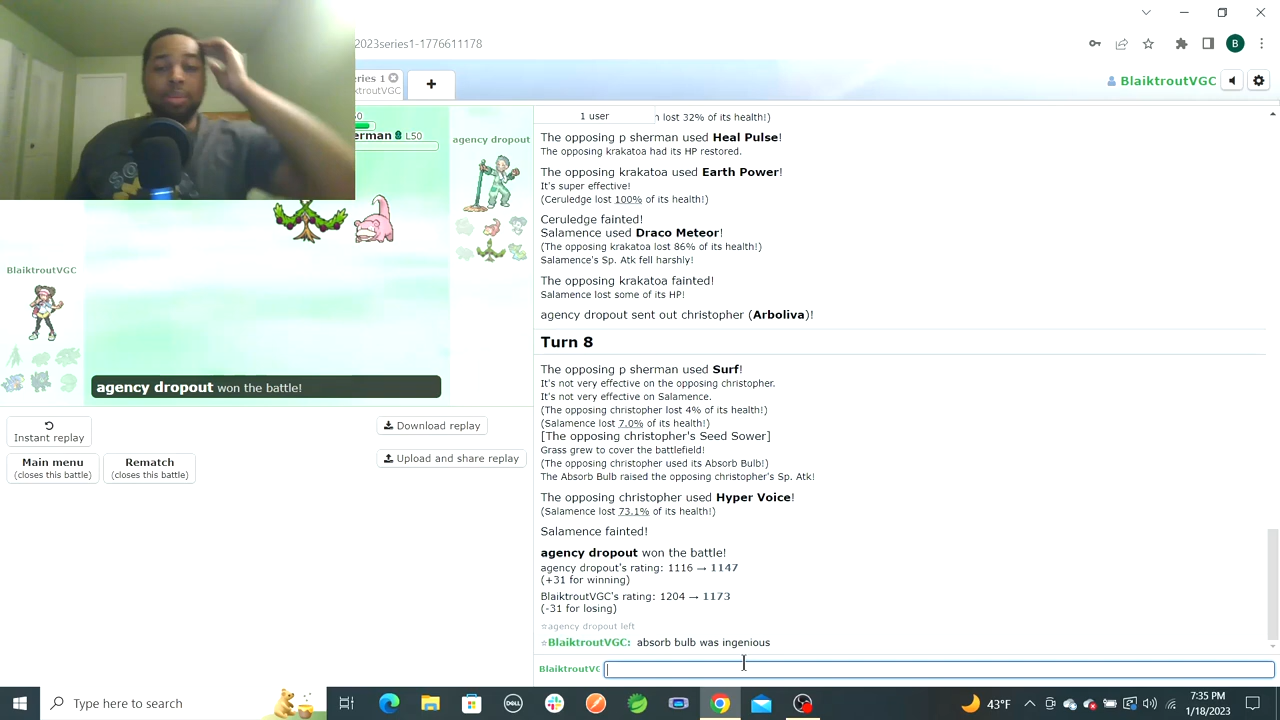 2023series1-1776611178
B
ries 1
ktroutVGC
+
BlaiktroutVGC
50
erman L50
agency dropout
BlaiktroutVGC
agency dropout won the battle!
Instant replay
Download replay
Upload and share replay
Main menu
(closes this battle)
Rematch
(closes this battle)
1 user
n lost 32% of its health!)
The opposing p sherman used Heal Pulse!
The opposing krakatoa had its HP restored.
The opposing krakatoa used Earth Power!
It's super effective!
(Ceruledge lost 100% of its health!)
Ceruledge fainted!
Salamence used Draco Meteor!
(The opposing krakatoa lost 86% of its health!)
Salamence's Sp. Atk fell harshly!
The opposing krakatoa fainted!
Salamence lost some of its HP!
agency dropout sent out christopher (Arboliva)!
Turn 8
The opposing p sherman used Surf!
It's not very effective on the opposing christopher.
It's not very effective on Salamence.
(The opposing christopher lost 4% of its health!)
(Salamence lost 7.0% of its health!)
[The opposing christopher's Seed Sower]
Grass grew to cover the battlefield!
(The opposing christopher used its Absorb Bulb!)
The Absorb Bulb raised the opposing christopher's Sp. Atk!
The opposing christopher used Hyper Voice!
(Salamence lost 73.1% of its health!)
Salamence fainted!
agency dropout won the battle!
agency dropout's rating: 1116 → 1147
(+31 for winning)
BlaiktroutVGC's rating: 1204 → 1173
(-31 for losing)
☆agency dropout left
☆BlaiktroutVGC: absorb bulb was ingenious
BlaiktroutVG
Type here to search
DELL
43°F
7:35 PM
1/18/2023